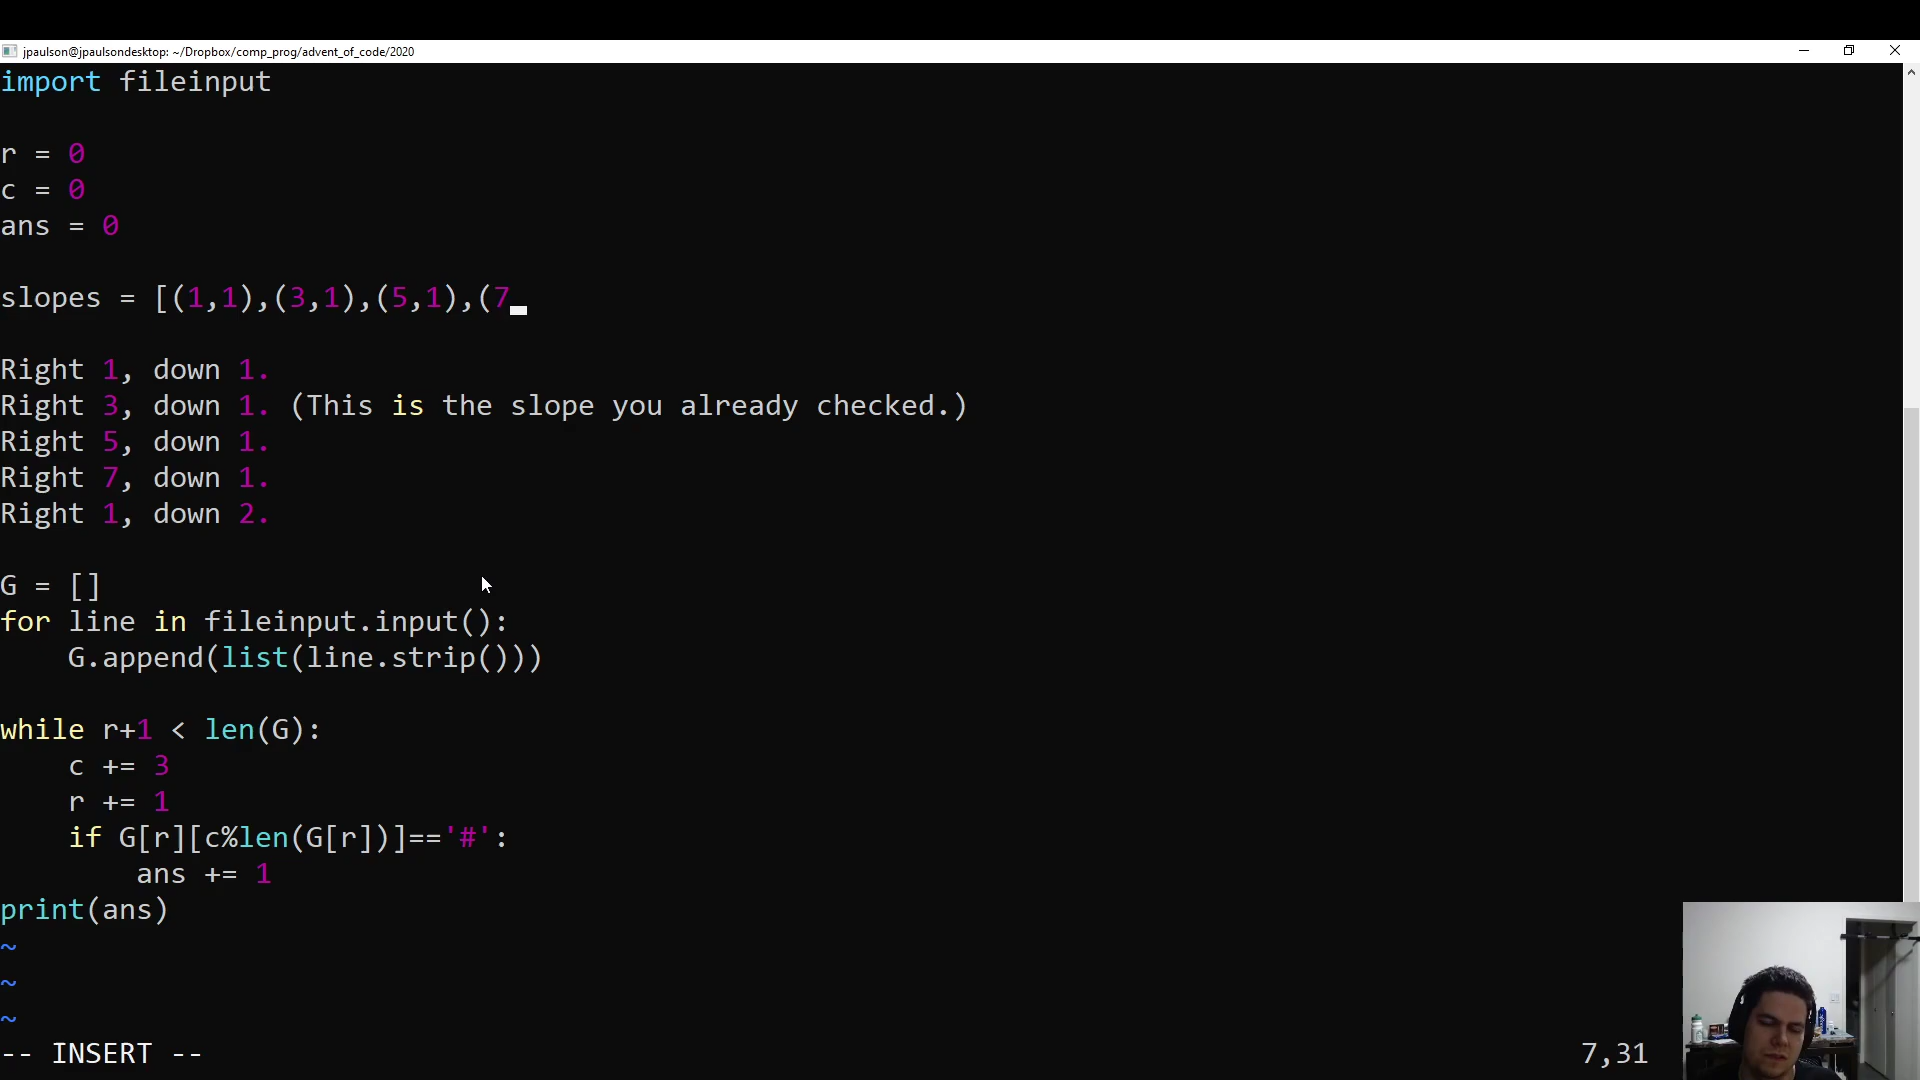 jpaulson@jpaulsondesktop: ~/Dropbox/comp_prog/advent_of_code/2020
import fileinput
r = 0
c = 0
ans = 0
slopes = [(1,1),(3,1),(5,1),(7
Right 1, down 1.
Right 3, down 1. (This is the slope you already checked.)
Right 5, down 1.
Right 7, down 1.
Right 1, down 2.
G = []
for line in fileinput.input():
    G.append(list(line.strip()))
while r+1 < len(G):
    c += 3
    r += 1
    if G[r][c%len(G[r])]=='#':
        ans += 1
print(ans)
~
~
~
-- INSERT -- 7,31